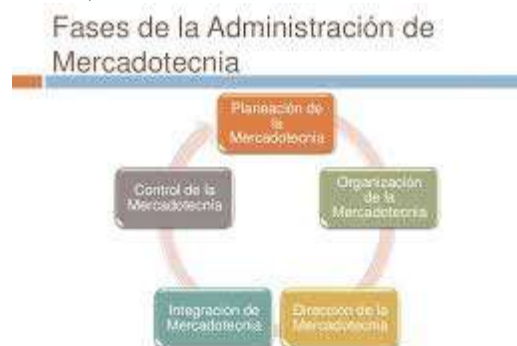 Fases de la Administración de
Mercadotecnia
Planeación de
la
Mercadotecnia
Organización
de la
Mercadotecnia
Dirección de la
Mercadotecnia
Integración de
Mercadotecnia
Control de la
Mercadotecnia